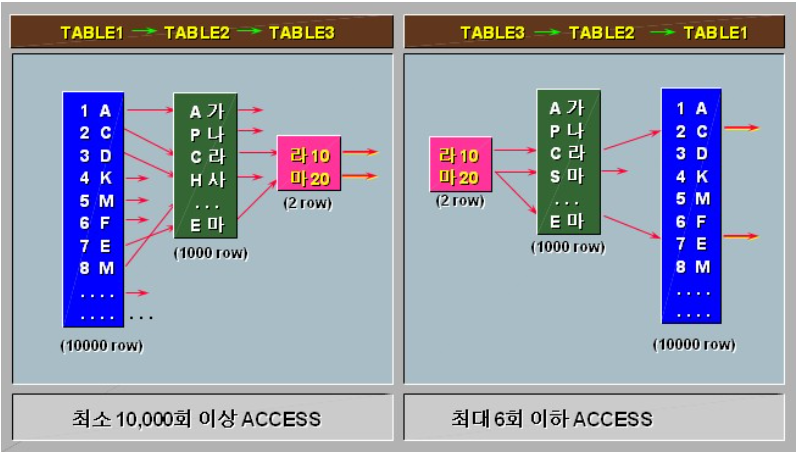 TABLE1 → TABLE2 → TABLE3
1 A
2 C
3 D
4 K
5 M
6 F
7 E
8 M
....
.... ...
(10000 row)
A 가
P 나
C 라
H 사
...
E 마
(1000 row)
라 10
마 20
(2 row)
최소 10,000회 이상 ACCESS
TABLE3 → TABLE2 → TABLE1
라 10
마 20
(2 row)
A 가
P 나
C 라
S 마
...
E 마
(1000 row)
1 A
2 C
3 D
4 K
5 M
6 F
7 E
8 M
....
....
(10000 row)
최대 6회 이하 ACCESS